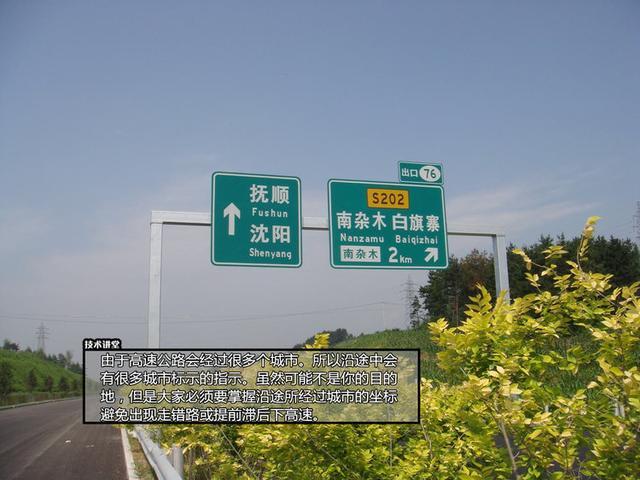 出口 76
抚顺
Fushun
沈阳
Shenyang
S202
南杂木 白旗寨
Nanzamu Baiqizhai
南杂木 2km
技术讲堂
由于高速公路会经过很多个城市。所以沿途中会
有很多城市标示的指示。虽然可能不是你的目的
地，但是大家必须要掌握沿途所经过城市的坐标
避免出现走错路或提前滞后下高速。